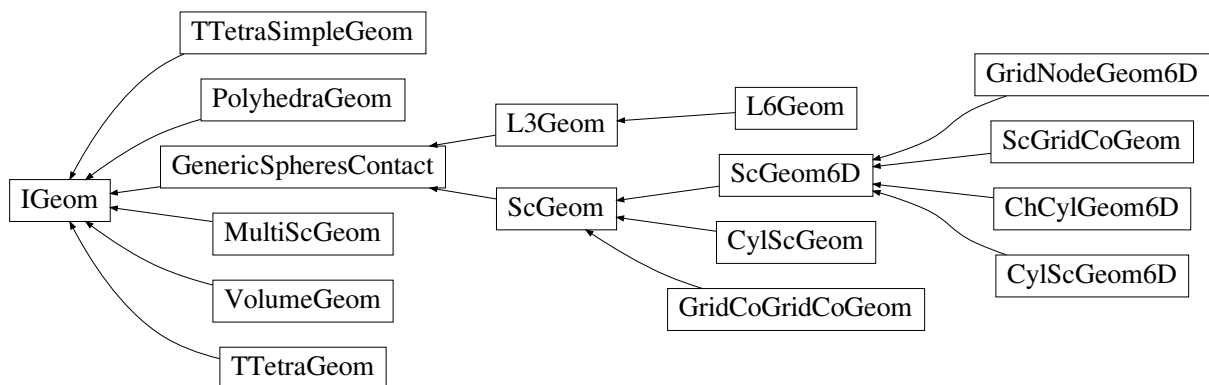 TTetraSimpleGeom
PolyhedraGeom
GenericSpheresContact
IGeom
MultiScGeom
VolumeGeom
TTetraGeom
L3Geom
ScGeom
L6Geom
ScGeom6D
CylScGeom
GridCoGridCoGeom
GridNodeGeom6D
ScGridCoGeom
ChCylGeom6D
CylScGeom6D